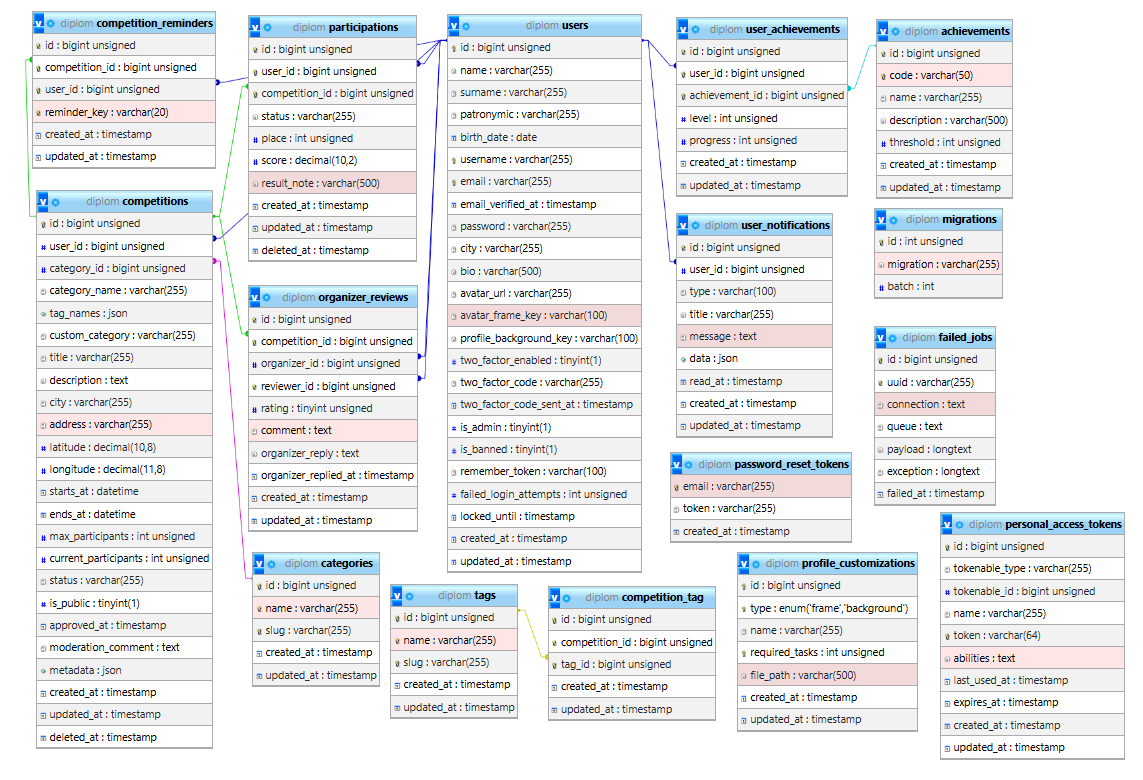 diplom competition_reminders
id : bigint unsigned
competition_id : bigint unsigned
user_id : bigint unsigned
reminder_key : varchar(20)
created_at : timestamp
updated_at : timestamp
diplom competitions
id : bigint unsigned
user_id : bigint unsigned
category_id : bigint unsigned
category_name : varchar(255)
tag_names : json
custom_category : varchar(255)
title : varchar(255)
description : text
city : varchar(255)
address : varchar(255)
latitude : decimal(10,8)
longitude : decimal(11,8)
starts_at : datetime
ends_at : datetime
max_participants : int unsigned
current_participants : int unsigned
status : varchar(255)
is_public : tinyint(1)
approved_at : timestamp
moderation_comment : text
metadata : json
created_at : timestamp
updated_at : timestamp
deleted_at : timestamp
diplom participations
id : bigint unsigned
user_id : bigint unsigned
competition_id : bigint unsigned
status : varchar(255)
place : int unsigned
score : decimal(10,2)
result_note : varchar(500)
created_at : timestamp
updated_at : timestamp
deleted_at : timestamp
diplom organizer_reviews
id : bigint unsigned
competition_id : bigint unsigned
organizer_id : bigint unsigned
reviewer_id : bigint unsigned
rating : tinyint unsigned
comment : text
organizer_reply : text
organizer_replied_at : timestamp
created_at : timestamp
updated_at : timestamp
diplom categories
id : bigint unsigned
name : varchar(255)
slug : varchar(255)
created_at : timestamp
updated_at : timestamp
diplom users
id : bigint unsigned
name : varchar(255)
surname : varchar(255)
patronymic : varchar(255)
birth_date : date
username : varchar(255)
email : varchar(255)
email_verified_at : timestamp
password : varchar(255)
city : varchar(255)
bio : varchar(500)
avatar_url : varchar(255)
avatar_frame_key : varchar(100)
profile_background_key : varchar(100)
two_factor_enabled : tinyint(1)
two_factor_code : varchar(255)
two_factor_code_sent_at : timestamp
is_admin : tinyint(1)
is_banned : tinyint(1)
remember_token : varchar(100)
failed_login_attempts : int unsigned
locked_until : timestamp
created_at : timestamp
updated_at : timestamp
diplom tags
id : bigint unsigned
name : varchar(255)
slug : varchar(255)
created_at : timestamp
updated_at : timestamp
diplom competition_tag
id : bigint unsigned
competition_id : bigint unsigned
tag_id : bigint unsigned
created_at : timestamp
updated_at : timestamp
diplom user_achievements
id : bigint unsigned
user_id : bigint unsigned
achievement_id : bigint unsigned
level : int unsigned
progress : int unsigned
created_at : timestamp
updated_at : timestamp
diplom user_notifications
id : bigint unsigned
user_id : bigint unsigned
type : varchar(100)
title : varchar(255)
message : text
data : json
read_at : timestamp
created_at : timestamp
updated_at : timestamp
diplom password_reset_tokens
email : varchar(255)
token : varchar(255)
created_at : timestamp
diplom profile_customizations
id : bigint unsigned
type : enum('frame','background')
name : varchar(255)
required_tasks : int unsigned
file_path : varchar(500)
created_at : timestamp
updated_at : timestamp
diplom achievements
id : bigint unsigned
code : varchar(50)
name : varchar(255)
description : varchar(500)
threshold : int unsigned
created_at : timestamp
updated_at : timestamp
diplom migrations
id : int unsigned
migration : varchar(255)
batch : int
diplom failed_jobs
id : bigint unsigned
uuid : varchar(255)
connection : text
queue : text
payload : longtext
exception : longtext
failed_at : timestamp
diplom personal_access_tokens
id : bigint unsigned
tokenable_type : varchar(255)
tokenable_id : bigint unsigned
name : varchar(255)
token : varchar(64)
abilities : text
last_used_at : timestamp
expires_at : timestamp
created_at : timestamp
updated_at : timestamp